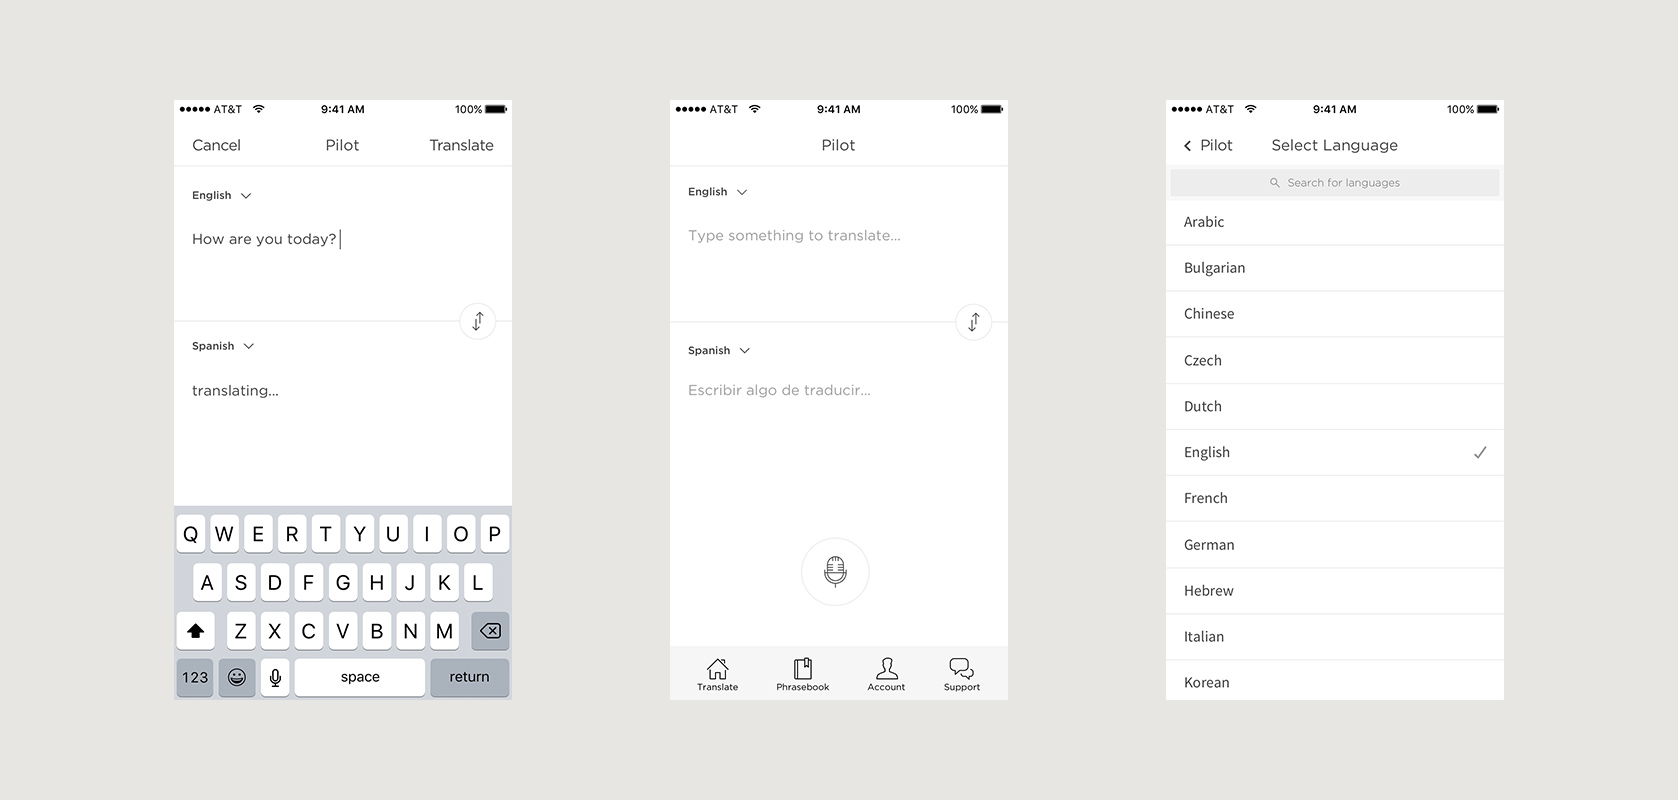 AT&T 9:41 AM 100%
Cancel Pilot Translate
English
How are you today?
Spanish
translating...
Q W E R T Y U I O P
A S D F G H J K L
Z X C V B N M
123 space return
AT&T 9:41 AM 100%
Pilot
English
Type something to translate...
Spanish
Escribir algo de traducir...
Translate Phrasebook Account Support
AT&T 9:41 AM 100%
Pilot Select Language
Search for languages
Arabic
Bulgarian
Chinese
Czech
Dutch
English
French
German
Hebrew
Italian
Korean